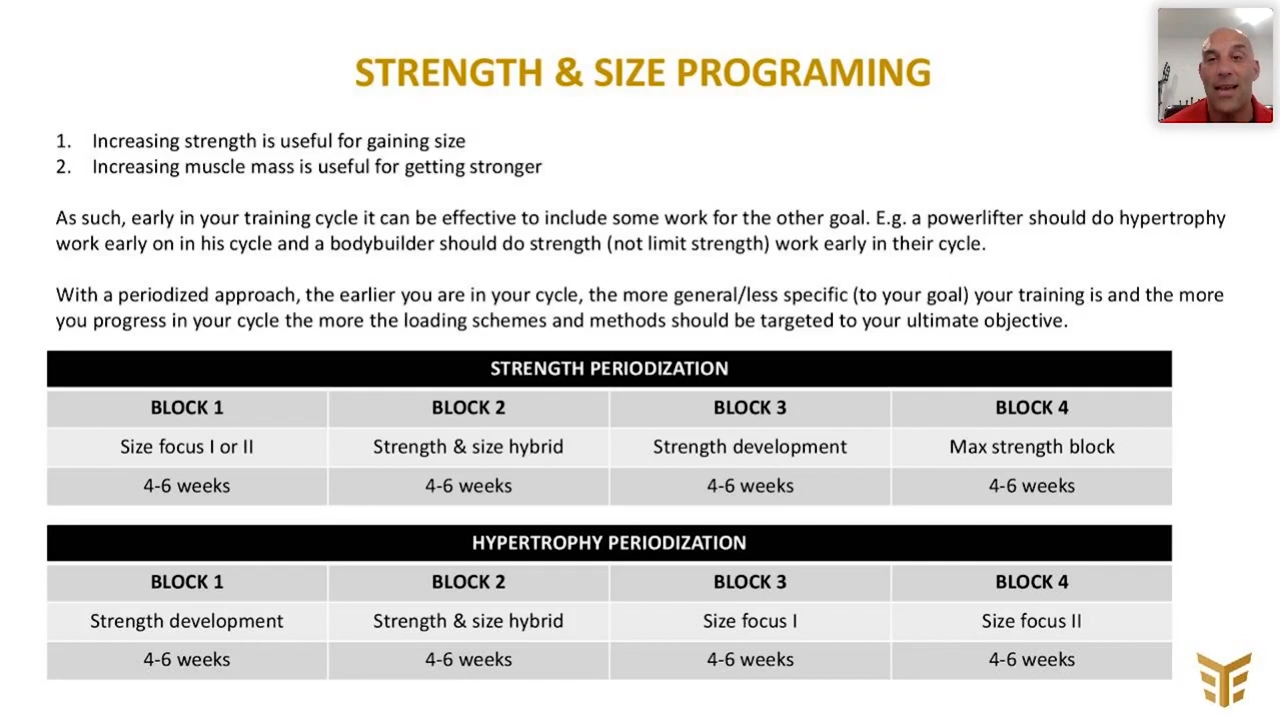 STRENGTH & SIZE PROGRAMING
1. Increasing strength is useful for gaining size
2. Increasing muscle mass is useful for getting stronger
As such, early in your training cycle it can be effective to include some work for the other goal. E.g. a powerlifter should do hypertrophy
work early on in his cycle and a bodybuilder should do strength (not limit strength) work early in their cycle.
With a periodized approach, the earlier you are in your cycle, the more general/less specific (to your goal) your training is and the more
you progress in your cycle the more the loading schemes and methods should be targeted to your ultimate objective.
STRENGTH PERIODIZATION
BLOCK 1 BLOCK 2 BLOCK 3 BLOCK 4
Size focus I or II Strength & size hybrid Strength development Max strength block
4-6 weeks 4-6 weeks 4-6 weeks 4-6 weeks
HYPERTROPHY PERIODIZATION
BLOCK 1 BLOCK 2 BLOCK 3 BLOCK 4
Strength development Strength & size hybrid Size focus I Size focus II
4-6 weeks 4-6 weeks 4-6 weeks 4-6 weeks